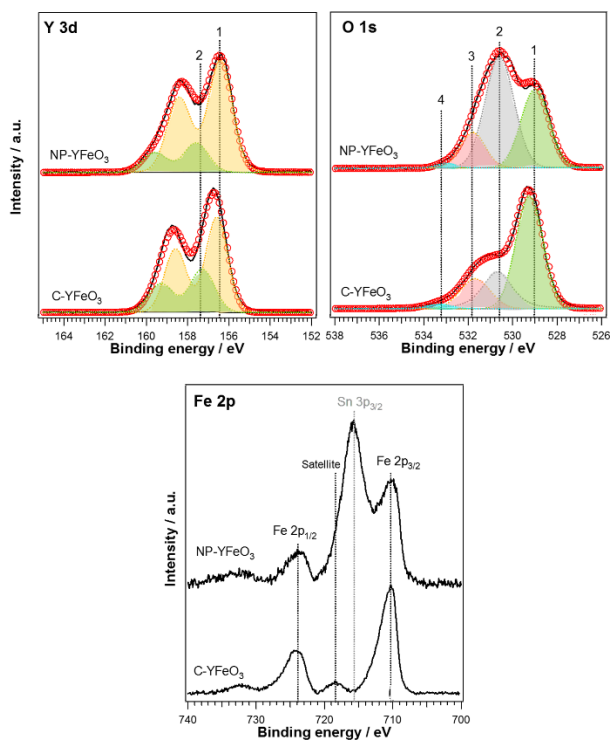 Y 3d
2
1
NP-YFeO3
C-YFeO3
Intensity / a.u.
164 162 160 158 156 154 152
Binding energy / eV
O 1s
4 3 2 1
NP-YFeO3
C-YFeO3
538 536 534 532 530 528 526
Binding energy / eV
Fe 2p
Sn 3p3/2
Satellite
Fe 2p3/2
Fe 2p1/2
NP-YFeO3
C-YFeO3
Intensity / a.u.
740 730 720 710 700
Binding energy / eV